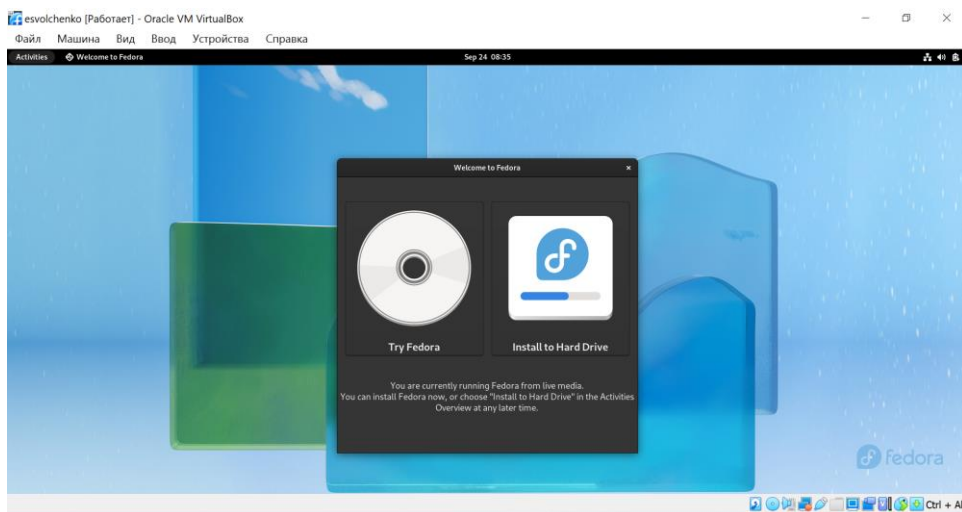 esvolchenko [Работает] - Oracle VM VirtualBox
Файл Машина Вид Ввод Устройства Справка
Activities Welcome to Fedora Sep 24 08:35
Welcome to Fedora
Try Fedora Install to Hard Drive
You are currently running Fedora from live media.
You can install Fedora now, or choose "Install to Hard Drive" in the Activities
Overview at any later time.
fedora
Ctrl + Al